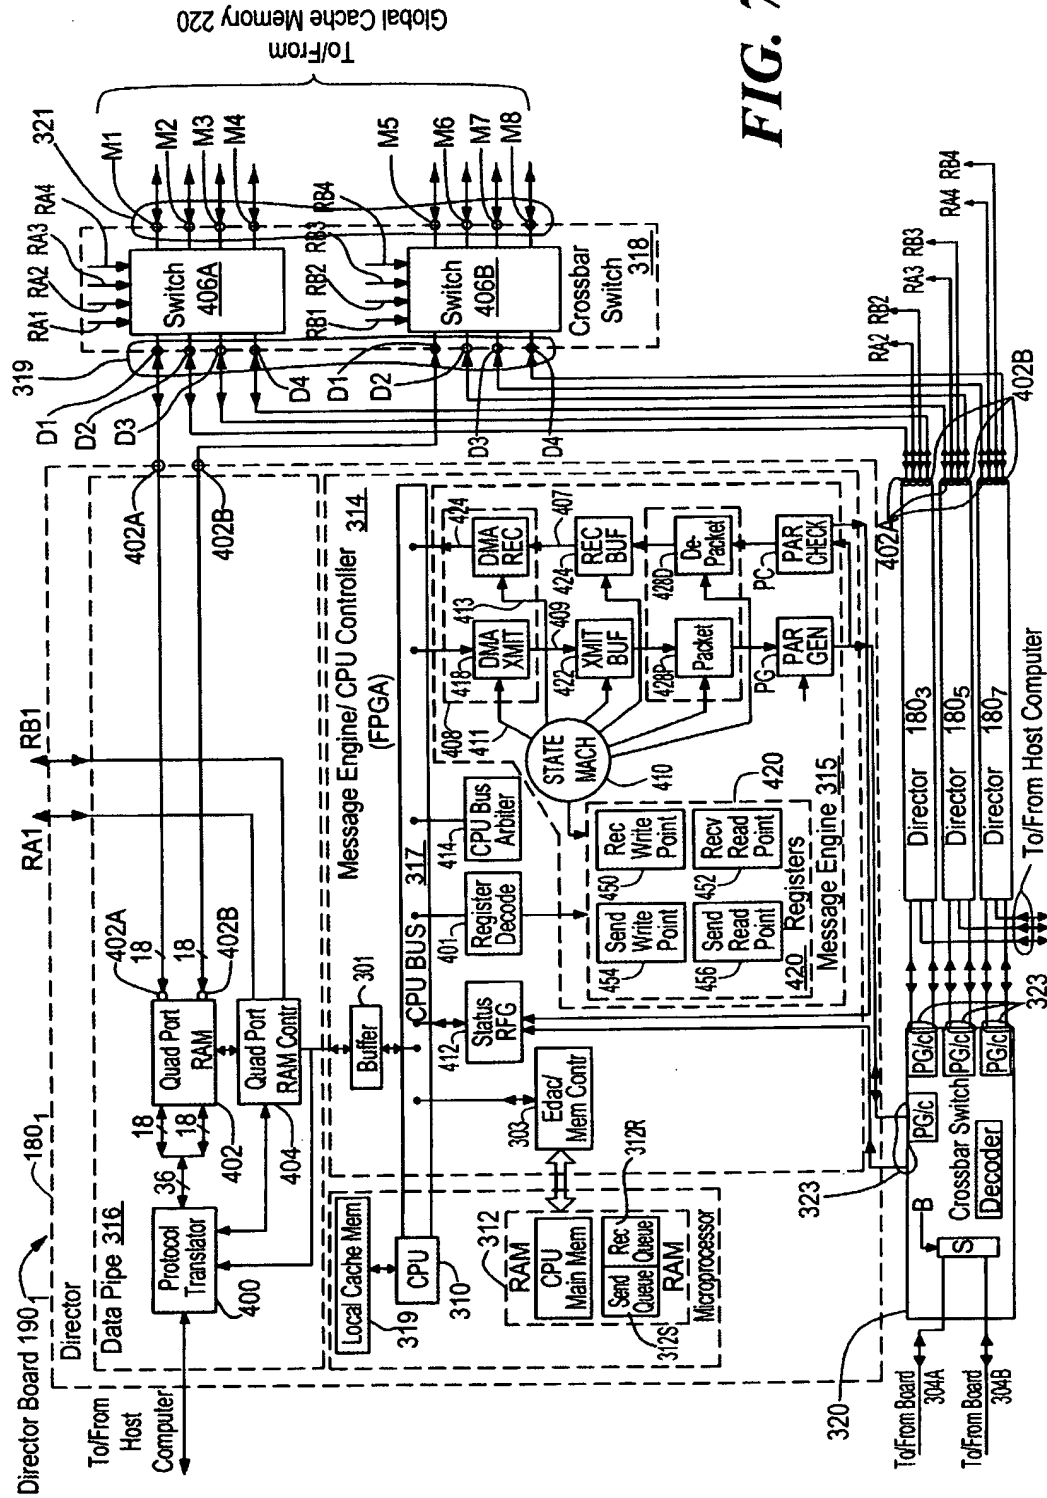 Director Board 190₁
180₁
Director
Data Pipe 316
To/From
Host
Computer
Protocol
Translator
400
36
18
18
Quad Port
RAM
402
402A
402B
18
18
Quad Port
RAM Contr
404
RA1
RB1
402A
402B
319
D1
D2
D3
D4
D1
D2
D3
D4
RA1
RA2
RA3
RA4
Switch
406A
RB1
RB2
RB3
RB4
Switch
406B
Crossbar
Switch
318
321
M1
M2
M3
M4
M5
M6
M7
M8
To/From
Global Cache Memory 220
Message Engine/ CPU Controller
(FPGA)
314
Local Cache Mem
319
CPU
310
CPU BUS
317
Buffer
301
312
RAM
CPU
Main Mem
Send
Queue
Rec
Queue
RAM
312S
312R
Microprocessor
303
Edac/
Mem Contr
412
Status
RFG
401
Register
Decode
414
CPU Bus
Arbiter
408
411
418
DMA
XMIT
413
DMA
REC
424
409
407
422
XMIT
BUF
424
REC
BUF
STATE
MACH
410
428P
Packet
428D
De-
Packet
PG
PAR
GEN
PC
PAR
CHECK
454
Send
Write
Point
450
Rec
Write
Point
456
Send
Read
Point
452
Recv
Read
Point
420
420 Registers
Message Engine 315
320
323
B
S
PG/c
PG/c
PG/c
PG/c
Crossbar Switch
Decoder
323
To/From Board
304A
To/From Board
304B
Director 180₃
Director 180₅
Director 180₇
To/From Host Computer
402A
402B
RA2
RB2
RA3
RB3
RA4
RB4
FIG. 7